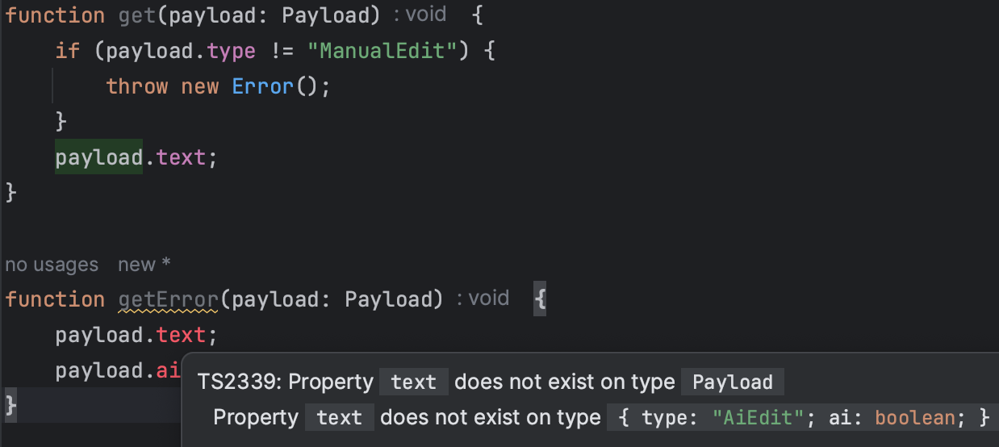 function get(payload: Payload) : void {
    if (payload.type != "ManualEdit") {
        throw new Error();
    }
    payload.text;
}
no usages new *
function getError(payload: Payload) : void {
    payload.text;
    payload.ai
}
TS2339: Property text does not exist on type Payload
Property text does not exist on type { type: "AiEdit"; ai: boolean; }